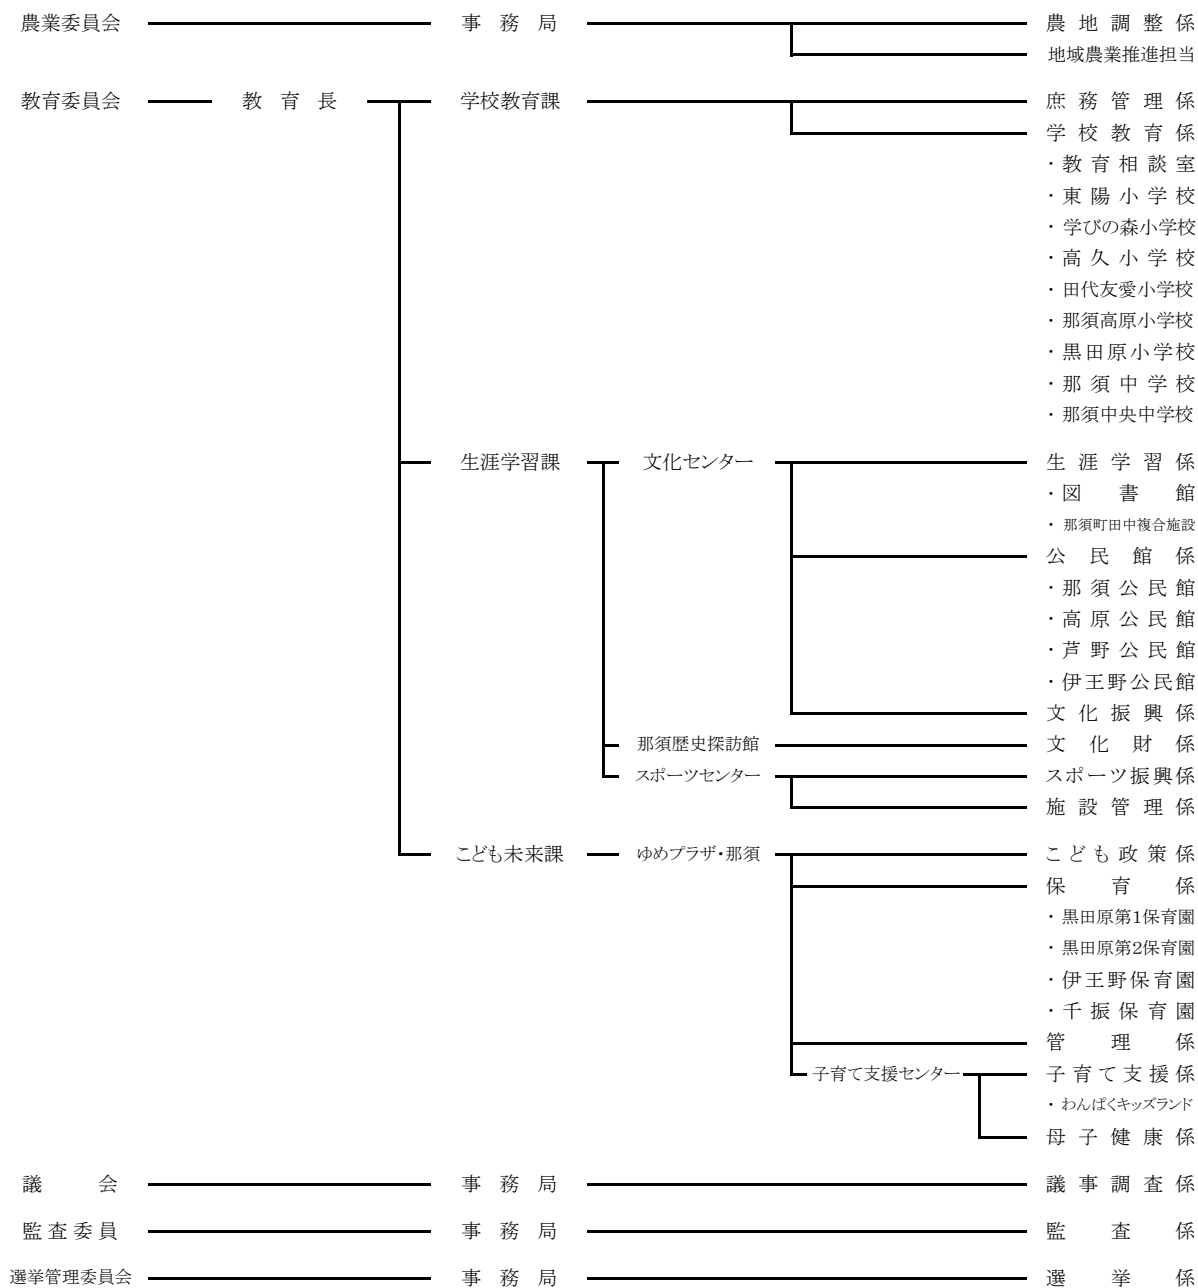 農業委員会 事務局 農地調整係
地域農業推進担当
教育委員会 教育長 学校教育課 庶務管理係
学校教育係
・教育相談室
・東陽小学校
・学びの森小学校
・高久小学校
・田代友愛小学校
・那須高原小学校
・黒田原小学校
・那須中学校
・那須中央中学校
生涯学習課 文化センター 生涯学習係
・図書館
・那須町田中複合施設
公民館係
・那須公民館
・高原公民館
・芦野公民館
・伊王野公民館
文化振興係
那須歴史探訪館 文化財係
スポーツセンター スポーツ振興係
施設管理係
こども未来課 ゆめプラザ・那須 こども政策係
保育係
・黒田原第1保育園
・黒田原第2保育園
・伊王野保育園
・千振保育園
管理係
子育て支援センター 子育て支援係
・わんぱくキッズランド
母子健康係
議会 事務局 議事調査係
監査委員 事務局 監査係
選挙管理委員会 事務局 選挙係